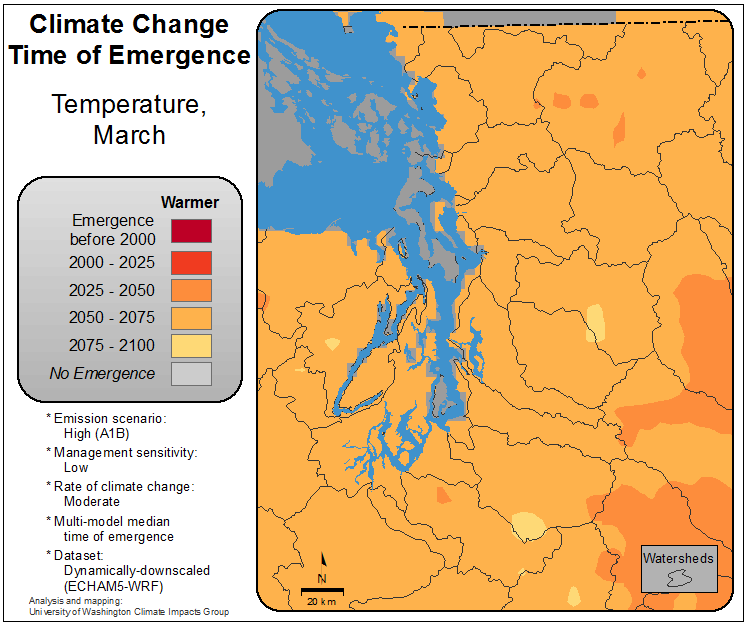 Climate Change
Time of Emergence
Temperature,
March
Warmer
Emergence
before 2000
2000 - 2025
2025 - 2050
2050 - 2075
2075 - 2100
No Emergence
* Emission scenario:
High (A1B)
* Management sensitivity:
Low
* Rate of climate change:
Moderate
* Multi-model median
time of emergence
* Dataset:
Dynamically-downscaled
(ECHAM5-WRF)
Analysis and mapping:
University of Washington Climate Impacts Group
N
20 km
Watersheds